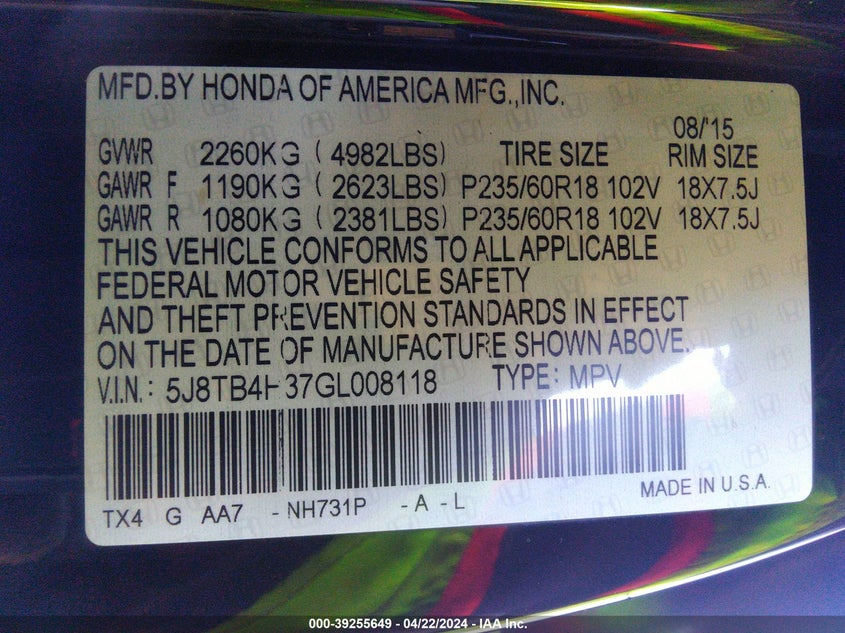 MFD.BY HONDA OF AMERICA MFG.,INC.
08/'15
GVWR 2260KG ( 4982LBS) TIRE SIZE RIM SIZE
GAWR F 1190KG ( 2623LBS) P235/60R18 102V 18X7.5J
GAWR R 1080KG ( 2381LBS) P235/60R18 102V 18X7.5J
THIS VEHICLE CONFORMS TO ALL APPLICABLE
FEDERAL MOTOR VEHICLE SAFETY
AND THEFT PREVENTION STANDARDS IN EFFECT
ON THE DATE OF MANUFACTURE SHOWN ABOVE.
V.I.N.: 5J8TB4H37GL008118 TYPE: MPV
TX4 G AA7 -NH731P -A -L
MADE IN U.S.A.
000-39255649 - 04/22/2024 - IAA Inc.